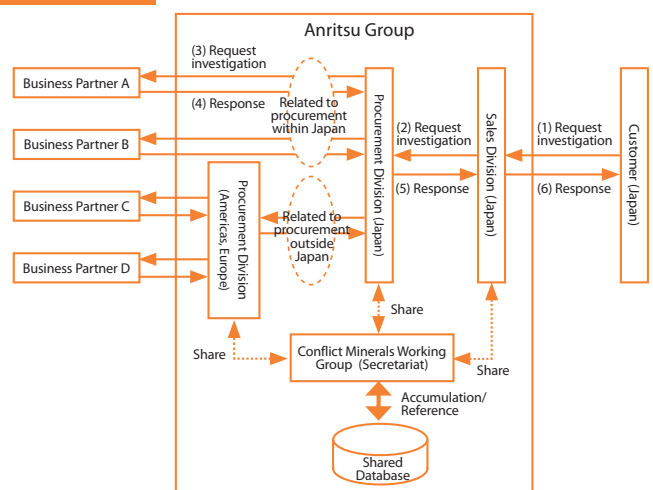 Anritsu Group
(3) Request
investigation
Business Partner A
(4) Response
Related to
procurement
within Japan
Business Partner B
Procurement Division (Japan)
(2) Request
investigation
(5) Response
Sales Division (Japan)
(1) Request
investigation
(6) Response
Customer (Japan)
Business Partner C
Business Partner D
Procurement Division
(Americas, Europe)
Related to
procurement
outside
Japan
Share
Share
Share
Conflict Minerals Working
Group (Secretariat)
Accumulation/
Reference
Shared
Database